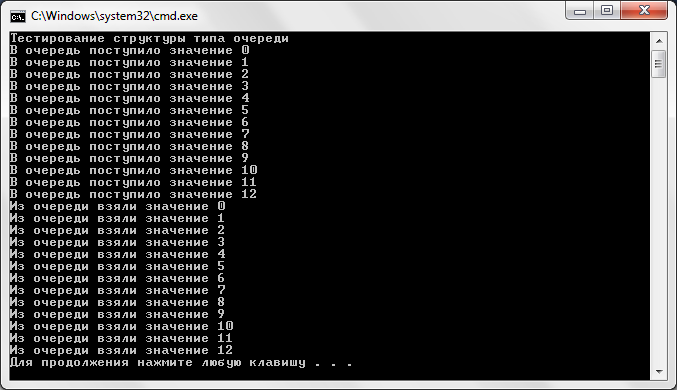 C:\Windows\system32\cmd.exe
Тестирование структуры типа очереди
В очередь поступило значение 0
В очередь поступило значение 1
В очередь поступило значение 2
В очередь поступило значение 3
В очередь поступило значение 4
В очередь поступило значение 5
В очередь поступило значение 6
В очередь поступило значение 7
В очередь поступило значение 8
В очередь поступило значение 9
В очередь поступило значение 10
В очередь поступило значение 11
В очередь поступило значение 12
Из очереди взяли значение 0
Из очереди взяли значение 1
Из очереди взяли значение 2
Из очереди взяли значение 3
Из очереди взяли значение 4
Из очереди взяли значение 5
Из очереди взяли значение 6
Из очереди взяли значение 7
Из очереди взяли значение 8
Из очереди взяли значение 9
Из очереди взяли значение 10
Из очереди взяли значение 11
Из очереди взяли значение 12
Для продолжения нажмите любую клавишу . . .